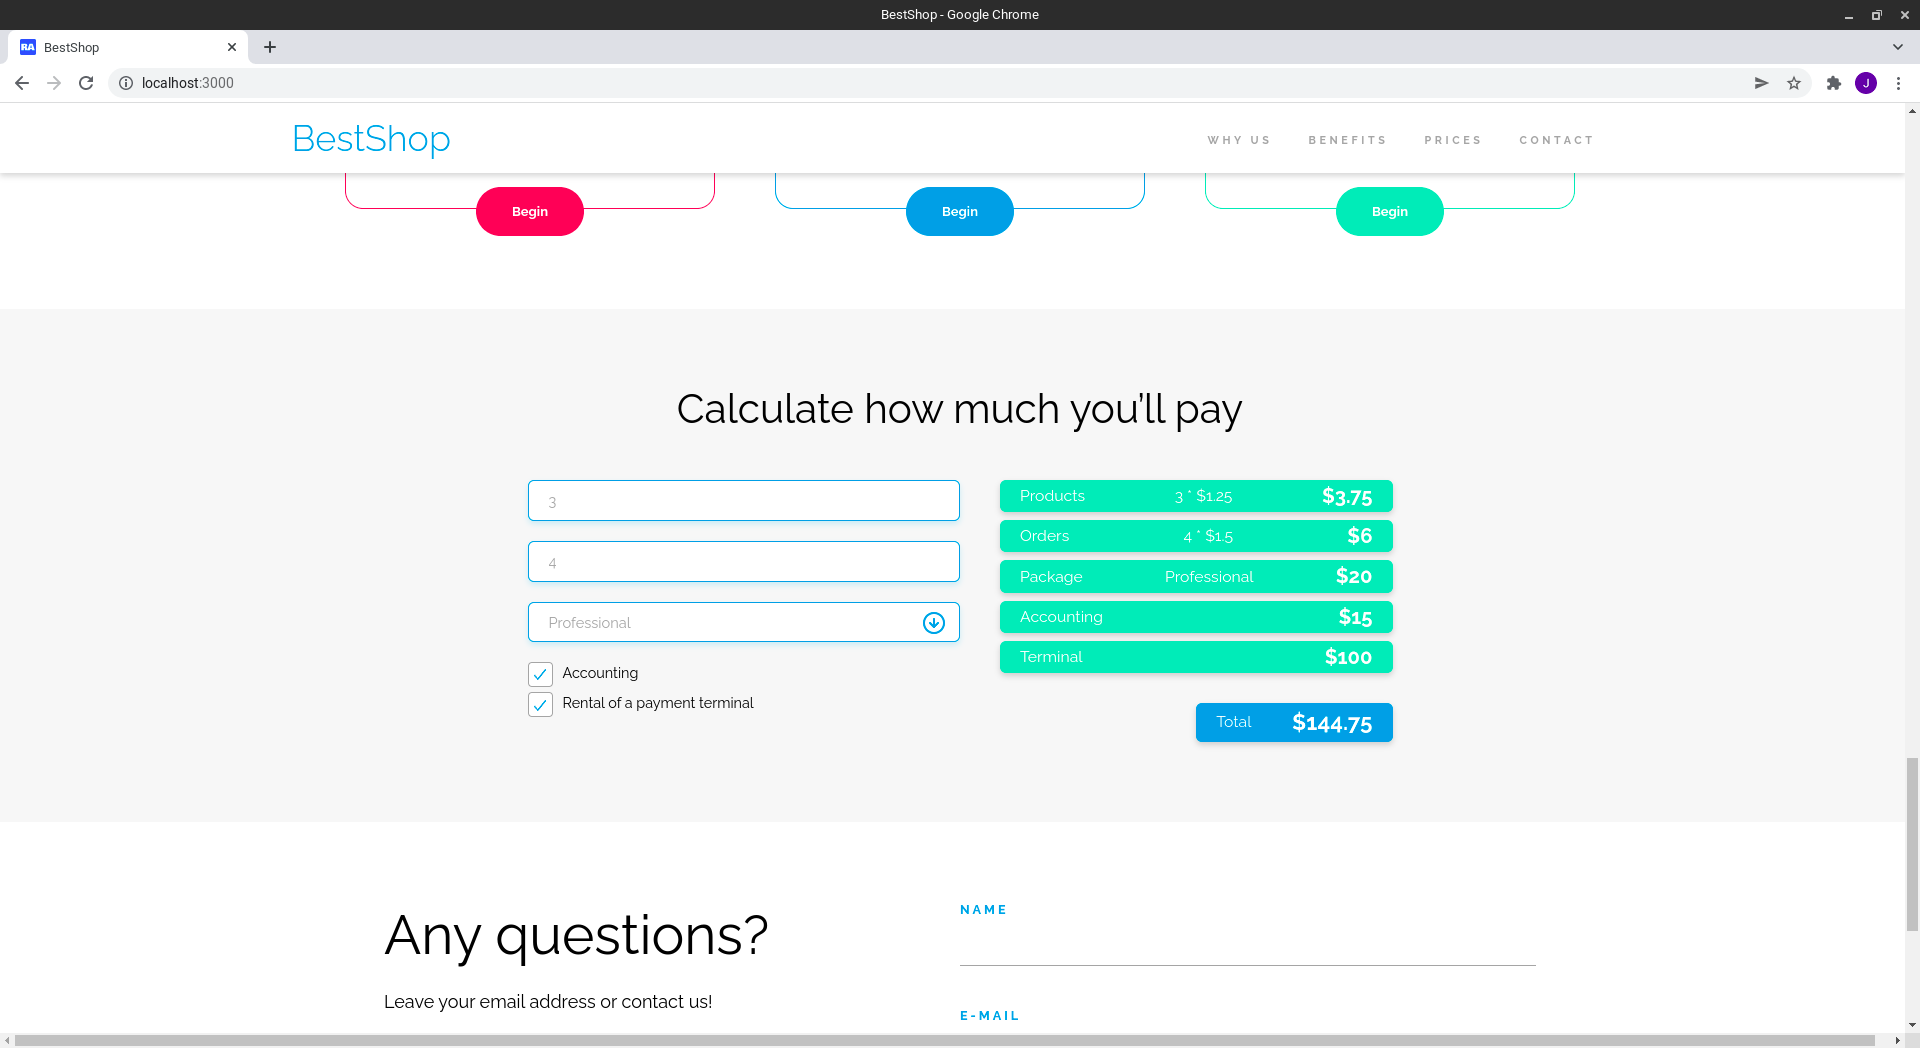 BestShop - Google Chrome
RA BestShop
localhost:3000
J
BestShop
WHY US BENEFITS PRICES CONTACT
Begin Begin Begin
Calculate how much you’ll pay
3
4
Professional
Accounting
Rental of a payment terminal
Products 3 * $1.25 $3.75
Orders 4 * $1.5 $6
Package Professional $20
Accounting $15
Terminal $100
Total $144.75
Any questions?
Leave your email address or contact us!
NAME
E-MAIL